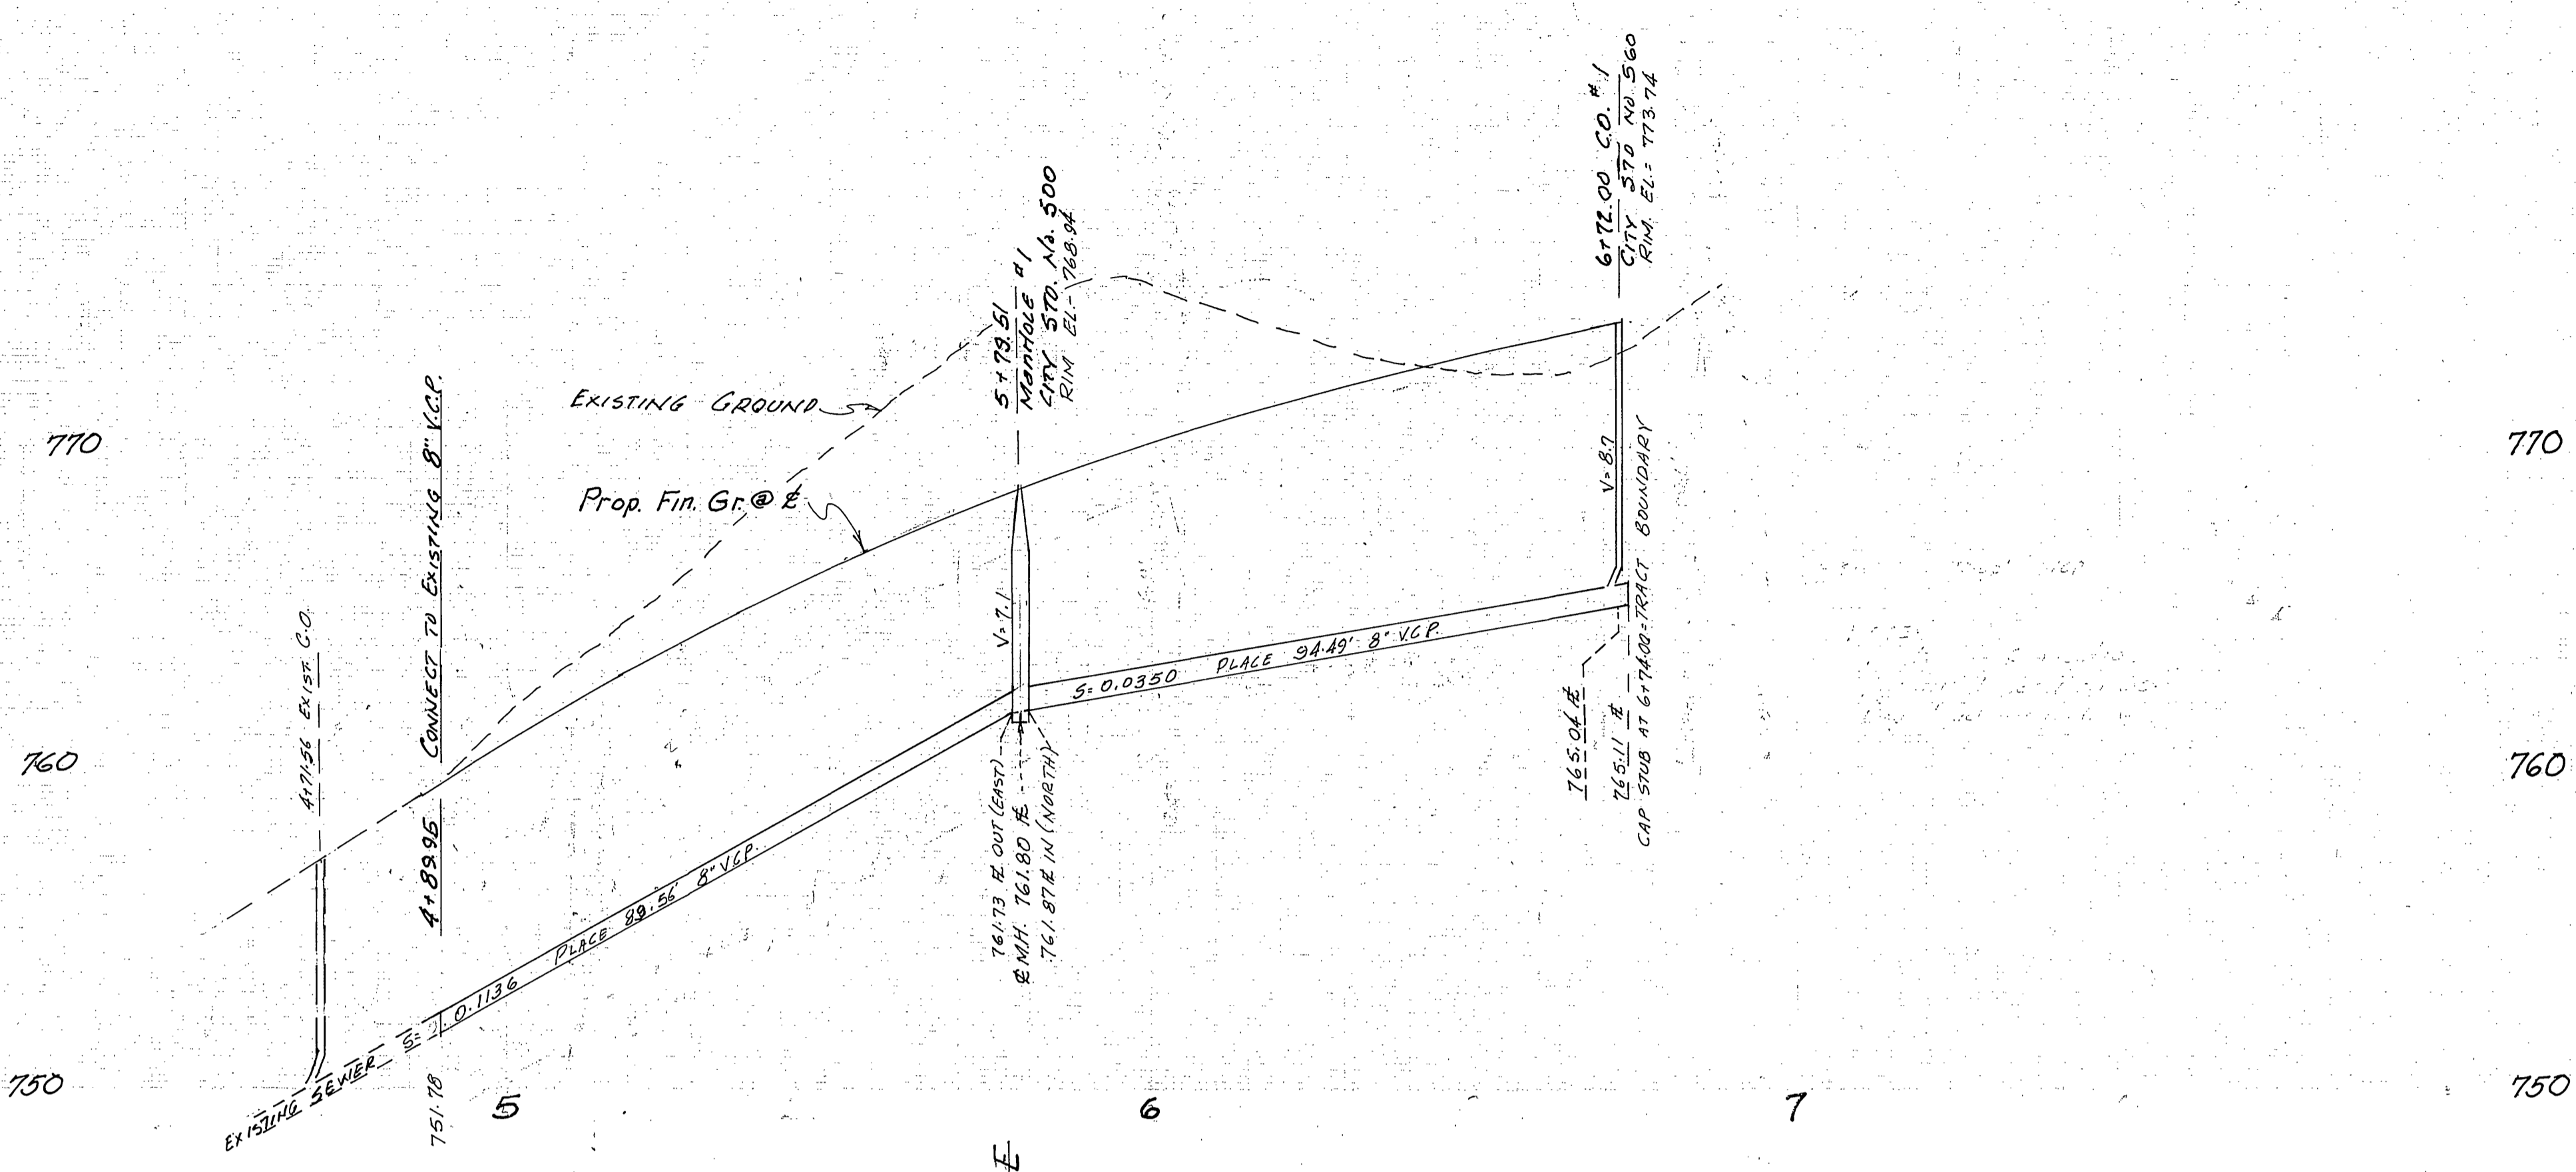 6+72.00 C.O. #1
CITY STD NO. 560
RIM. EL.= 773.74
5+79.51
MANHOLE #1
CITY STD. No. 500
RIM EL.- 768.94
EXISTING GROUND
Prop. Fin. Gr. @ ℄
770
770
4+89.95 CONNECT TO EXISTING 8" V.C.P.
4+71.56 EXIST. C.O.
V= 7.1
V= 8.7
S= 0.0350 PLACE 94.49' 8" V.C.P.
765.04
765.11
CAP STUB AT 6+74.00=TRACT BOUNDARY
760
760
761.73 OUT (EAST)
℄ M.H. 761.80
761.87 IN (NORTH)
S= 0.1136 PLACE 89.56' 8" V.C.P.
EXISTING SEWER
751.78
750
750
5
6
7